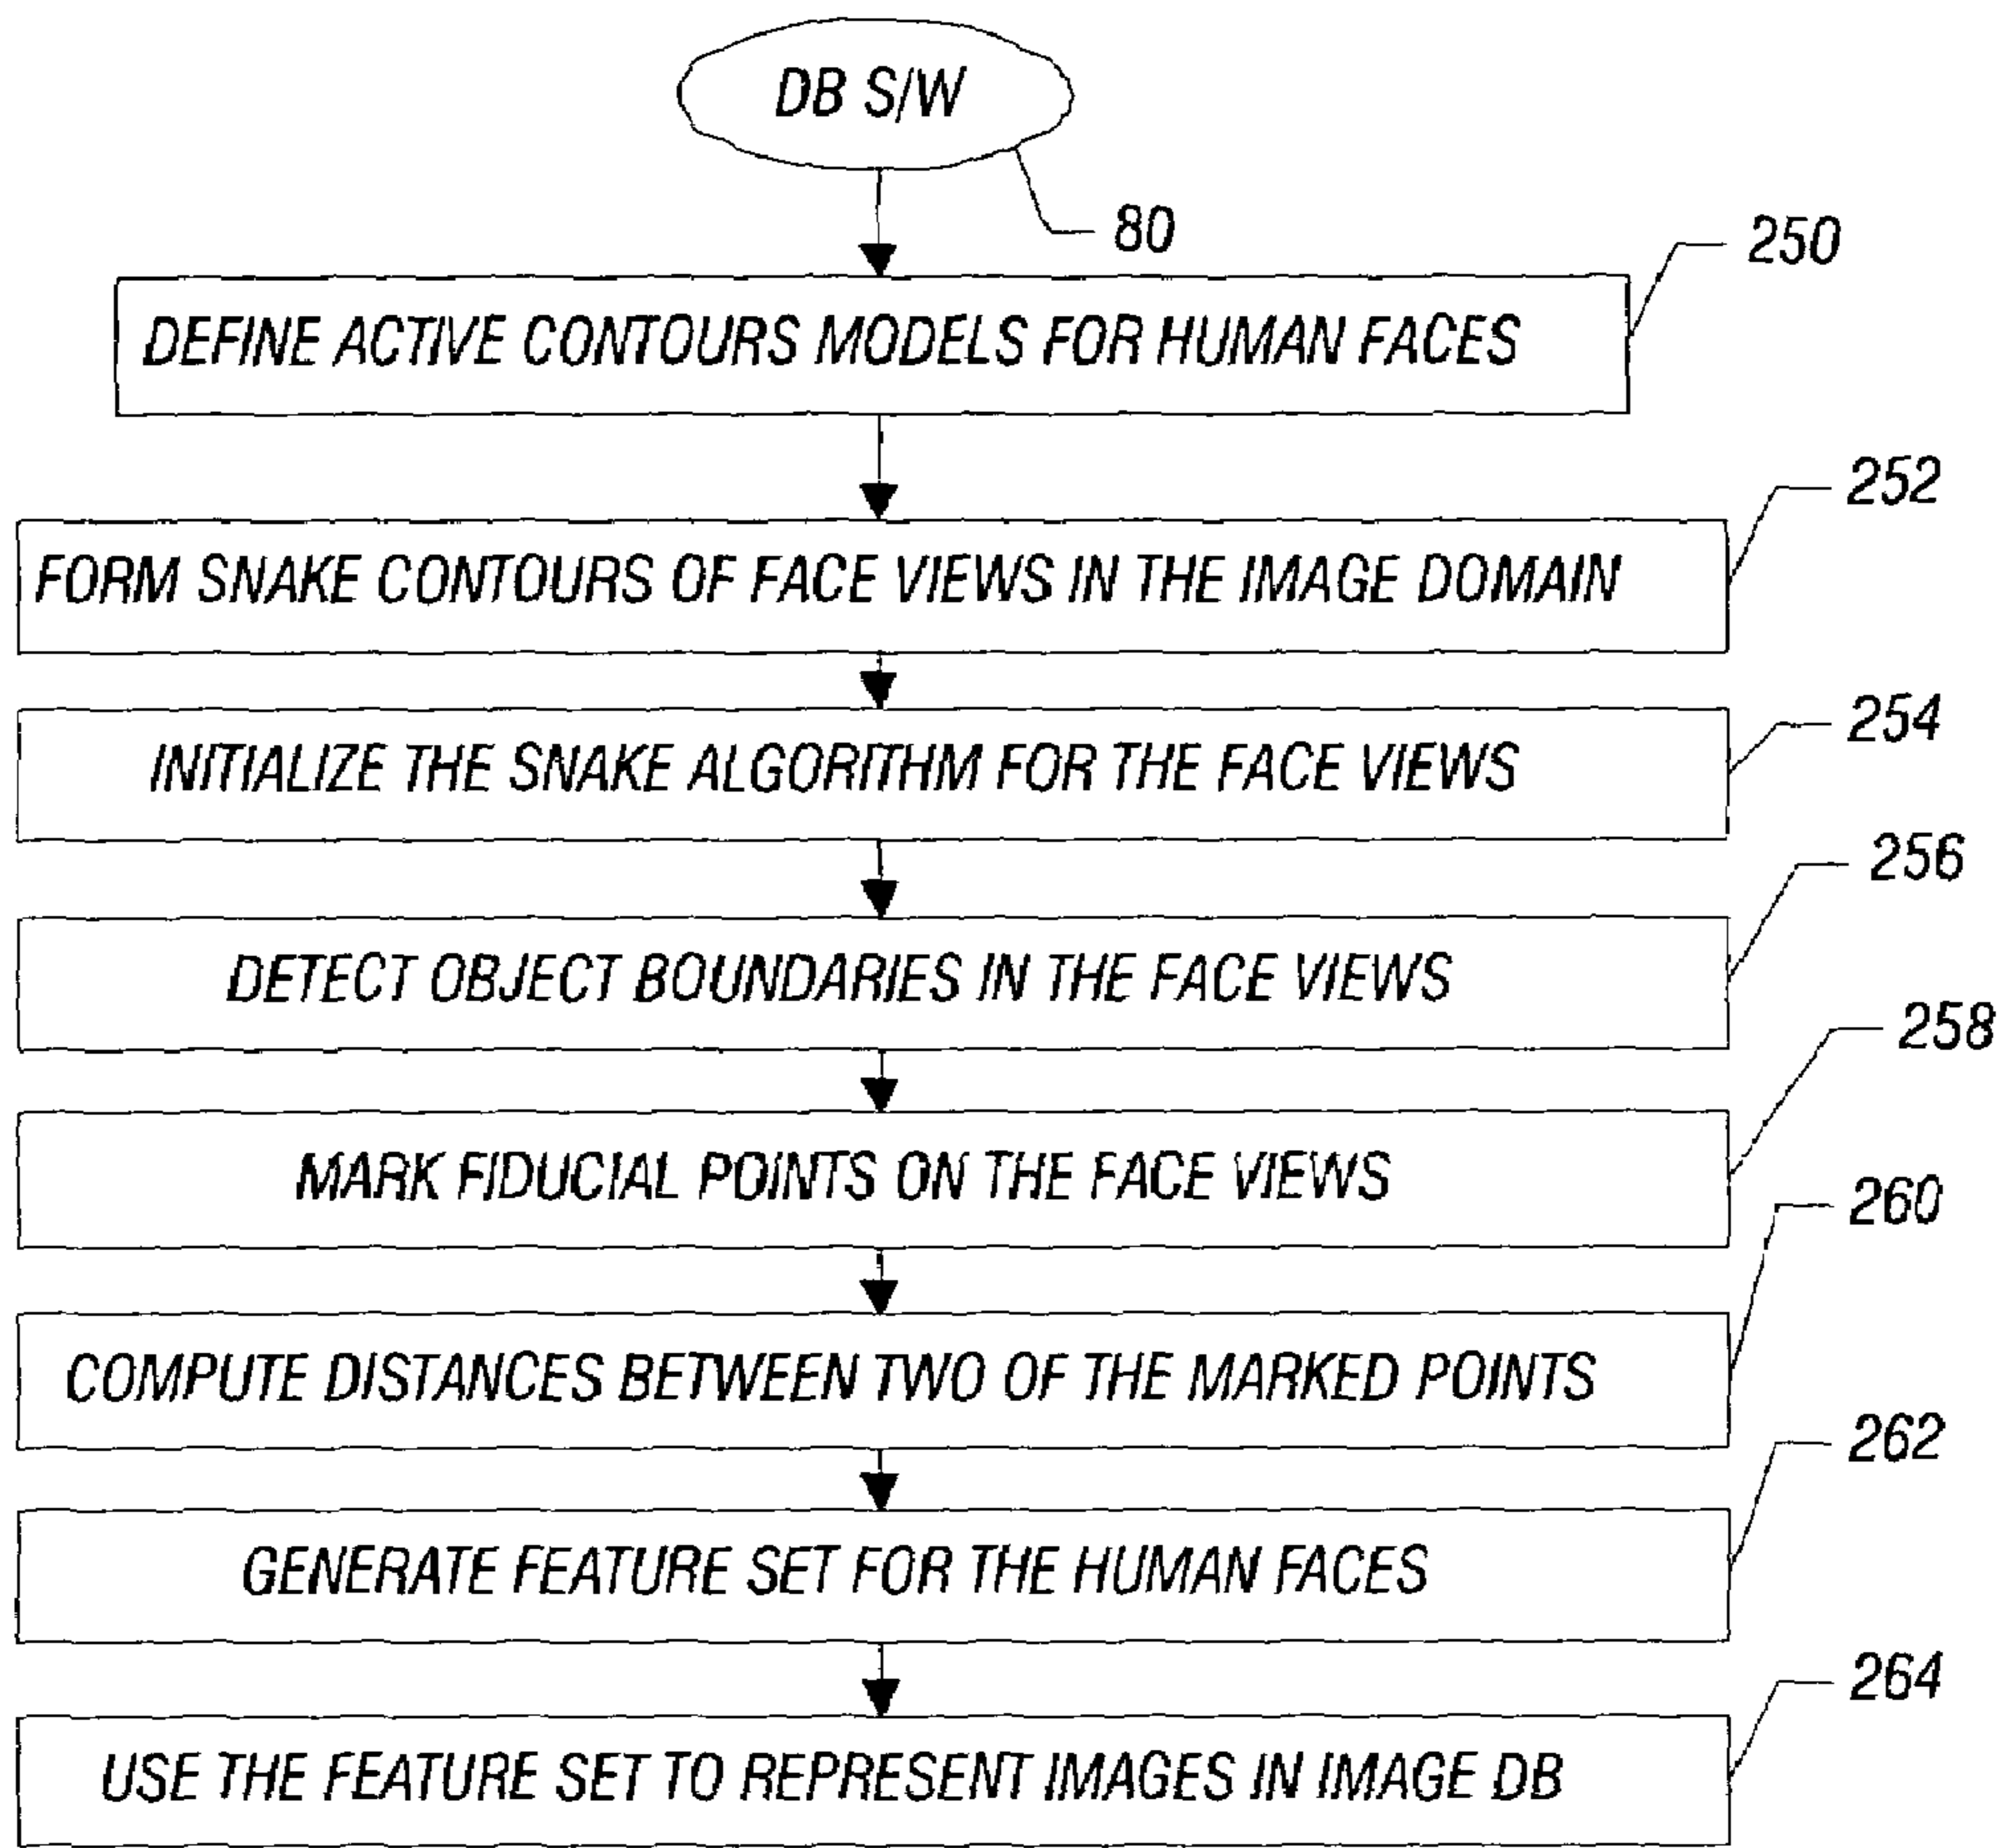 DB S/W
80
250
DEFINE ACTIVE CONTOURS MODELS FOR HUMAN FACES
252
FORM SNAKE CONTOURS OF FACE VIEWS IN THE IMAGE DOMAIN
254
INITIALIZE THE SNAKE ALGORITHM FOR THE FACE VIEWS
256
DETECT OBJECT BOUNDARIES IN THE FACE VIEWS
258
MARK FIDUCIAL POINTS ON THE FACE VIEWS
260
COMPUTE DISTANCES BETWEEN TWO OF THE MARKED POINTS
262
GENERATE FEATURE SET FOR THE HUMAN FACES
264
USE THE FEATURE SET TO REPRESENT IMAGES IN IMAGE DB